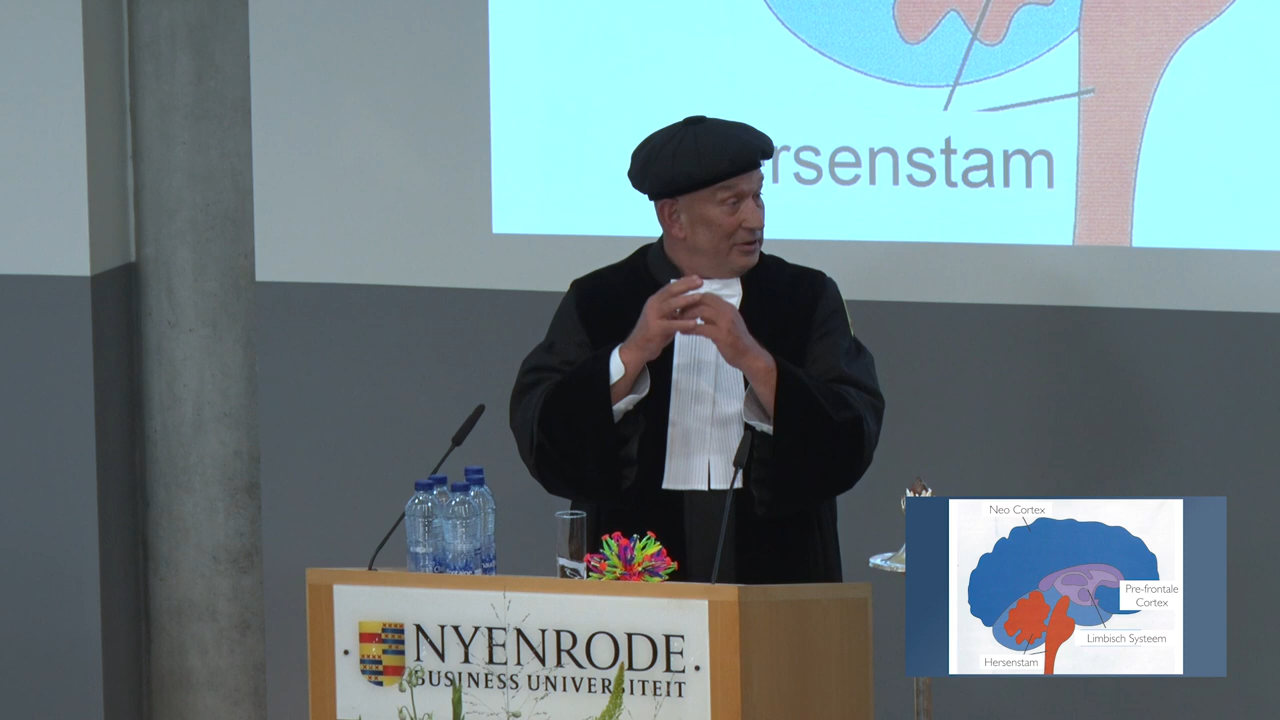 rsenstam
NYENRODE
BUSINESS UNIVERSITEIT
Neo Cortex
Pre-frontale
Cortex
Limbisch Systeem
Hersenstam